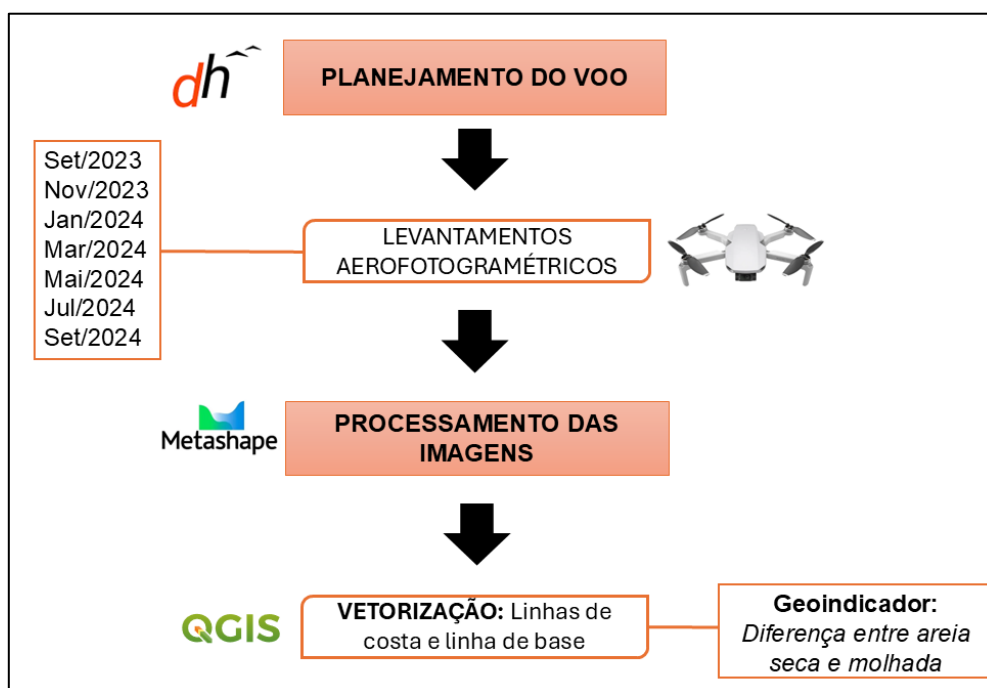 dh
PLANEJAMENTO DO VOO
Set/2023
Nov/2023
Jan/2024
Mar/2024
Mai/2024
Jul/2024
Set/2024
LEVANTAMENTOS
AEROFOTOGRAMÉTRICOS
Metashape
PROCESSAMENTO DAS
IMAGENS
QGIS
VETORIZAÇÃO: Linhas de
costa e linha de base
Geoindicador:
Diferença entre areia
seca e molhada